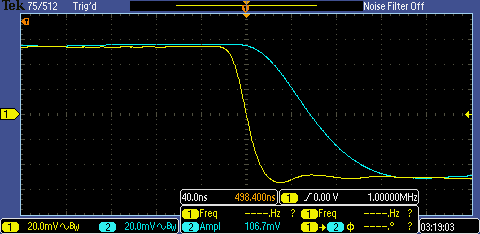 Tek 75/512 Trig'd Noise Filter Off
T
1
40.0ns 438.400ns 1 / 0.00 V 1.00000MHz
1 Freq -----.Hz ? 1 Freq -----.Hz ?
1 20.0mV∿Bw 2 20.0mV∿Bw 2 Ampl 106.7mV 1→2 ϕ -----.° ? 03:19:03